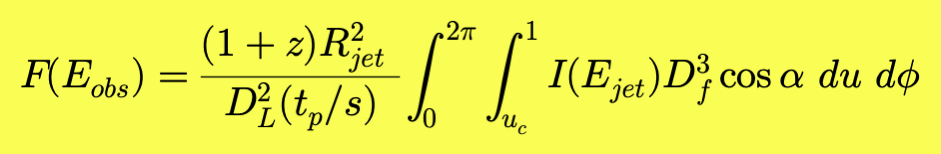 F(E_{obs}) = \frac{(1+z)R_{jet}^2}{D_L^2(t_p/s)} \int_0^{2\pi} \int_{u_c}^1 I(E_{jet})D_f^3 \cos \alpha \, du \, d\phi